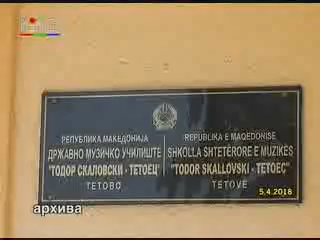 РЕПУБЛИКА МАКЕДОНИЈА
ДРЖАВНО МУЗИЧКО УЧИЛИШТЕ
"ТОДОР СКАЛОВСКИ - ТЕТОЕЦ"
ТЕТОВО
REPUBLIKA E MAQEDONISE
SHKOLLA SHTETËRORE E MUZIKËS
"TODOR SKALLOVSKI - TETOEC"
TETOVË
5.4.2018
архива